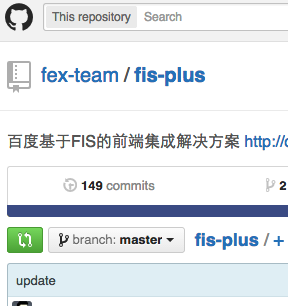 This repository Search
fex-team / fis-plus
百度基于FIS的前端集成解决方案 http://
149 commits 2
branch: master fis-plus / +
update